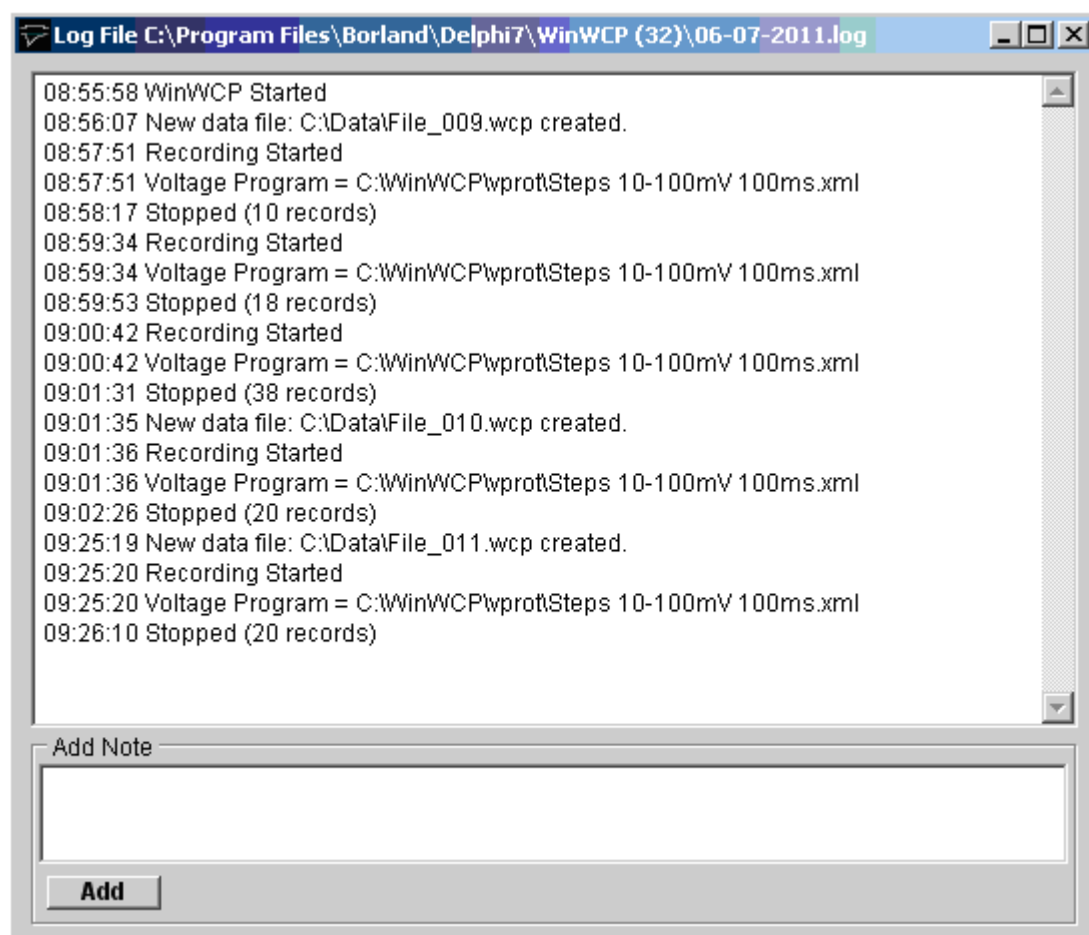 Log File C:\Program Files\Borland\Delphi7\WinWCP (32)\06-07-2011.log
08:55:58 WinWCP Started
08:56:07 New data file: C:\Data\File_009.wcp created.
08:57:51 Recording Started
08:57:51 Voltage Program = C:\WinWCP\vprot\Steps 10-100mV 100ms.xml
08:58:17 Stopped (10 records)
08:59:34 Recording Started
08:59:34 Voltage Program = C:\WinWCP\vprot\Steps 10-100mV 100ms.xml
08:59:53 Stopped (18 records)
09:00:42 Recording Started
09:00:42 Voltage Program = C:\WinWCP\vprot\Steps 10-100mV 100ms.xml
09:01:31 Stopped (38 records)
09:01:35 New data file: C:\Data\File_010.wcp created.
09:01:36 Recording Started
09:01:36 Voltage Program = C:\WinWCP\vprot\Steps 10-100mV 100ms.xml
09:02:26 Stopped (20 records)
09:25:19 New data file: C:\Data\File_011.wcp created.
09:25:20 Recording Started
09:25:20 Voltage Program = C:\WinWCP\vprot\Steps 10-100mV 100ms.xml
09:26:10 Stopped (20 records)
Add Note
Add